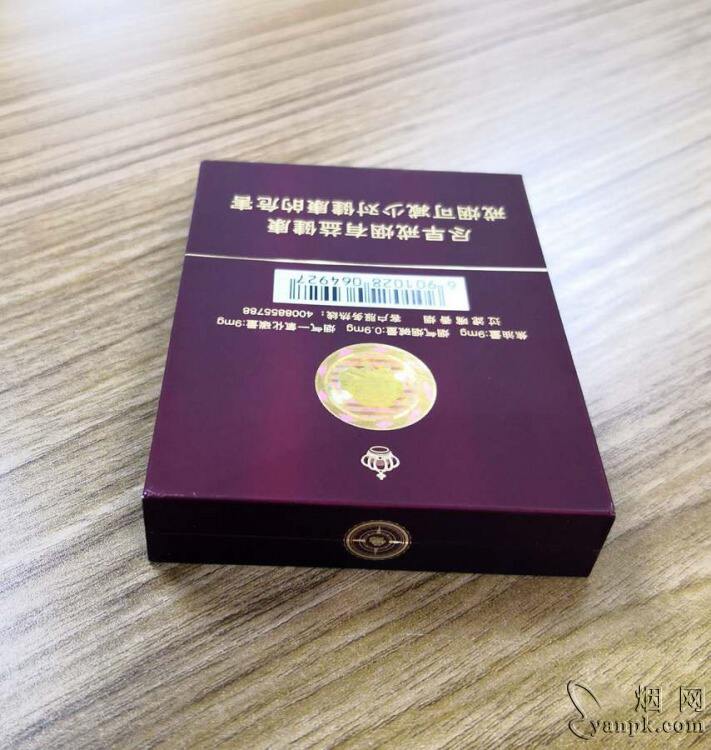 焦油量:9mg 烟气烟碱量:0.9mg 烟气一氧化碳量:9mg
过滤嘴香烟 客户服务热线：4008855788
6 901028 064927
尽早戒烟有益健康
戒烟可减少对健康的危害
烟网
yanpk.com